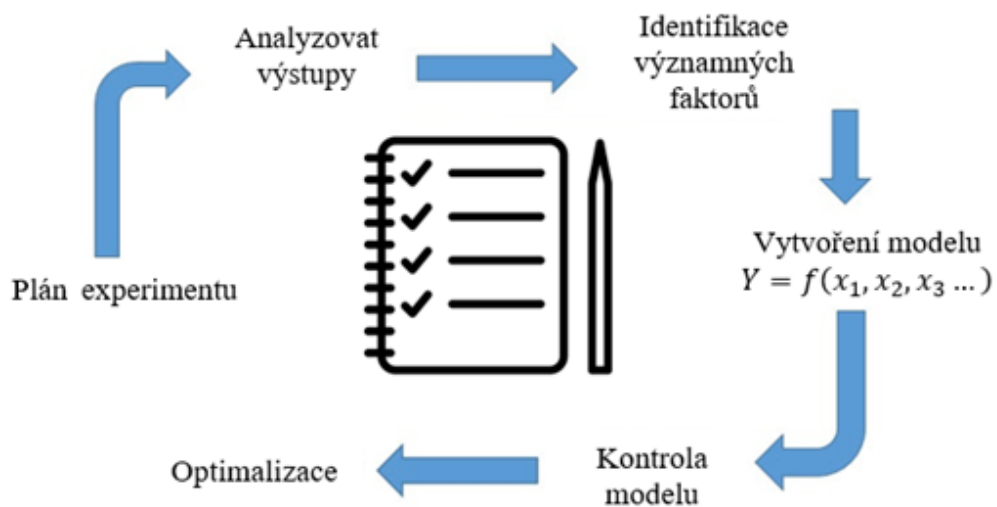 Plán experimentu
Analyzovat
výstupy
Identifikace
významných
faktorů
Vytvoření modelu
Y = f(x₁, x₂, x₃ ...)
Kontrola
modelu
Optimalizace